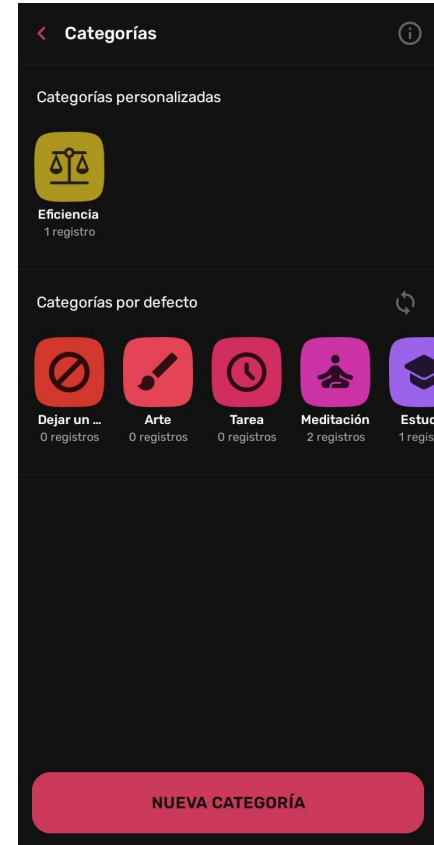 Categorías
Categorías personalizadas
Eficiencia
1 registro
Categorías por defecto
Dejar un ... Arte Tarea Meditación
0 registros 0 registros 0 registros 2 registros 1
NUEVA CATEGORÍA